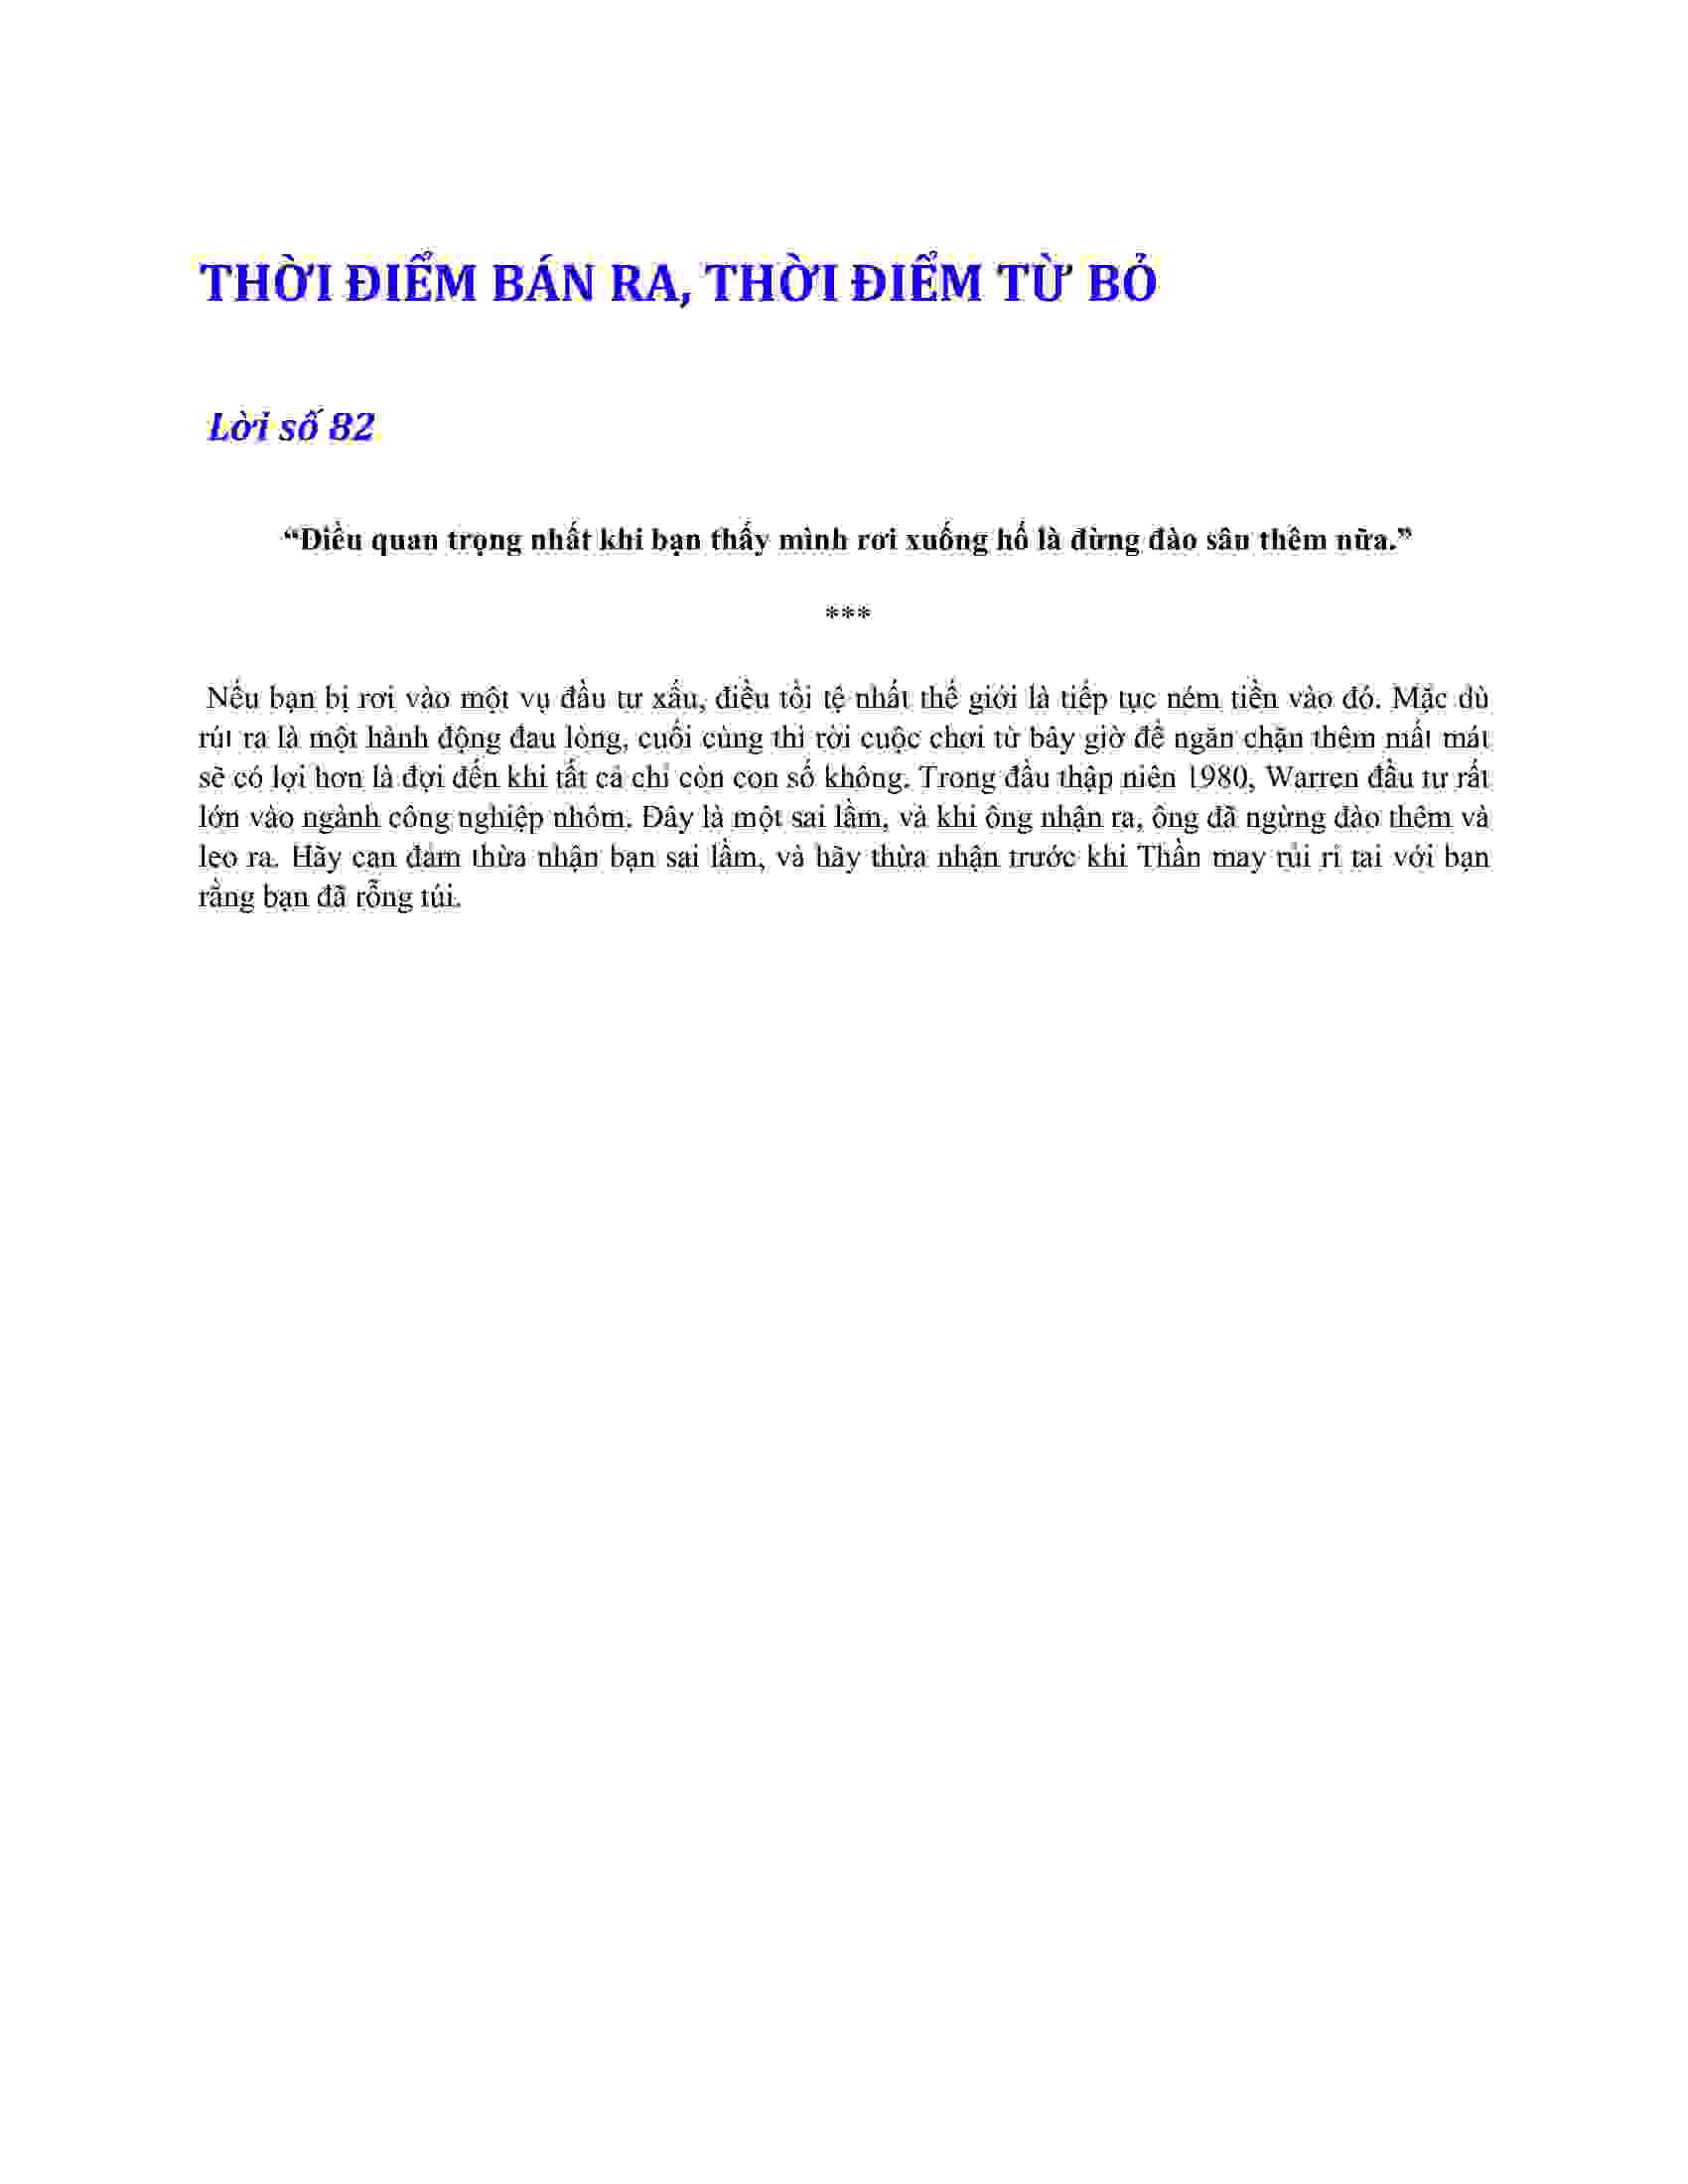 THỜI ĐIỂM BÁN RA, THỜI ĐIỂM TỪ BỎ
Lời số 82
“Điều quan trọng nhất khi bạn thấy mình rơi xuống hố là đừng đào sâu thêm nữa.”
***
Nếu bạn bị rơi vào một vụ đầu tư xấu, điều tồi tệ nhất thế giới là tiếp tục ném tiền vào đó. Mặc dù
rút ra là một hành động đau lòng, cuối cùng thì rời cuộc chơi từ bây giờ để ngăn chặn thêm mất mát
sẽ có lợi hơn là đợi đến khi tất cả chỉ còn con số không. Trong đầu thập niên 1980, Warren đầu tư rất
lớn vào ngành công nghiệp nhôm. Đây là một sai lầm, và khi ông nhận ra, ông đã ngừng đào thêm và
leo ra. Hãy can đảm thừa nhận bạn sai lầm, và hãy thừa nhận trước khi Thần may rủi rỉ tai với bạn
rằng bạn đã rỗng túi.